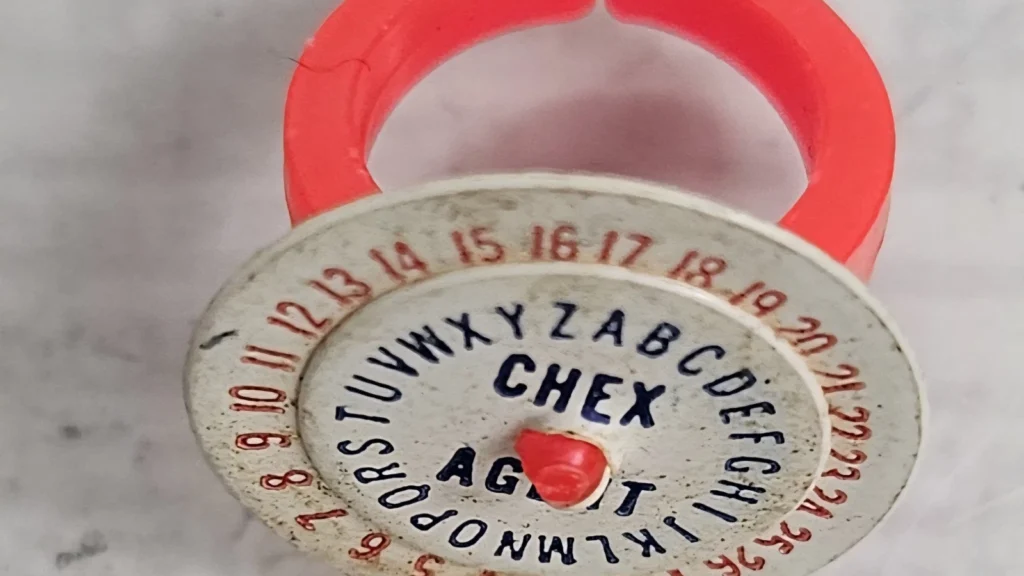 5 6 7 8 9 10 11 12 13 14 15 16 17 18 19 20 21 22 23 24 25 26
A B C D E F G H I J K L M N O P Q R S T U V W X Y Z
CHEX
AGENT